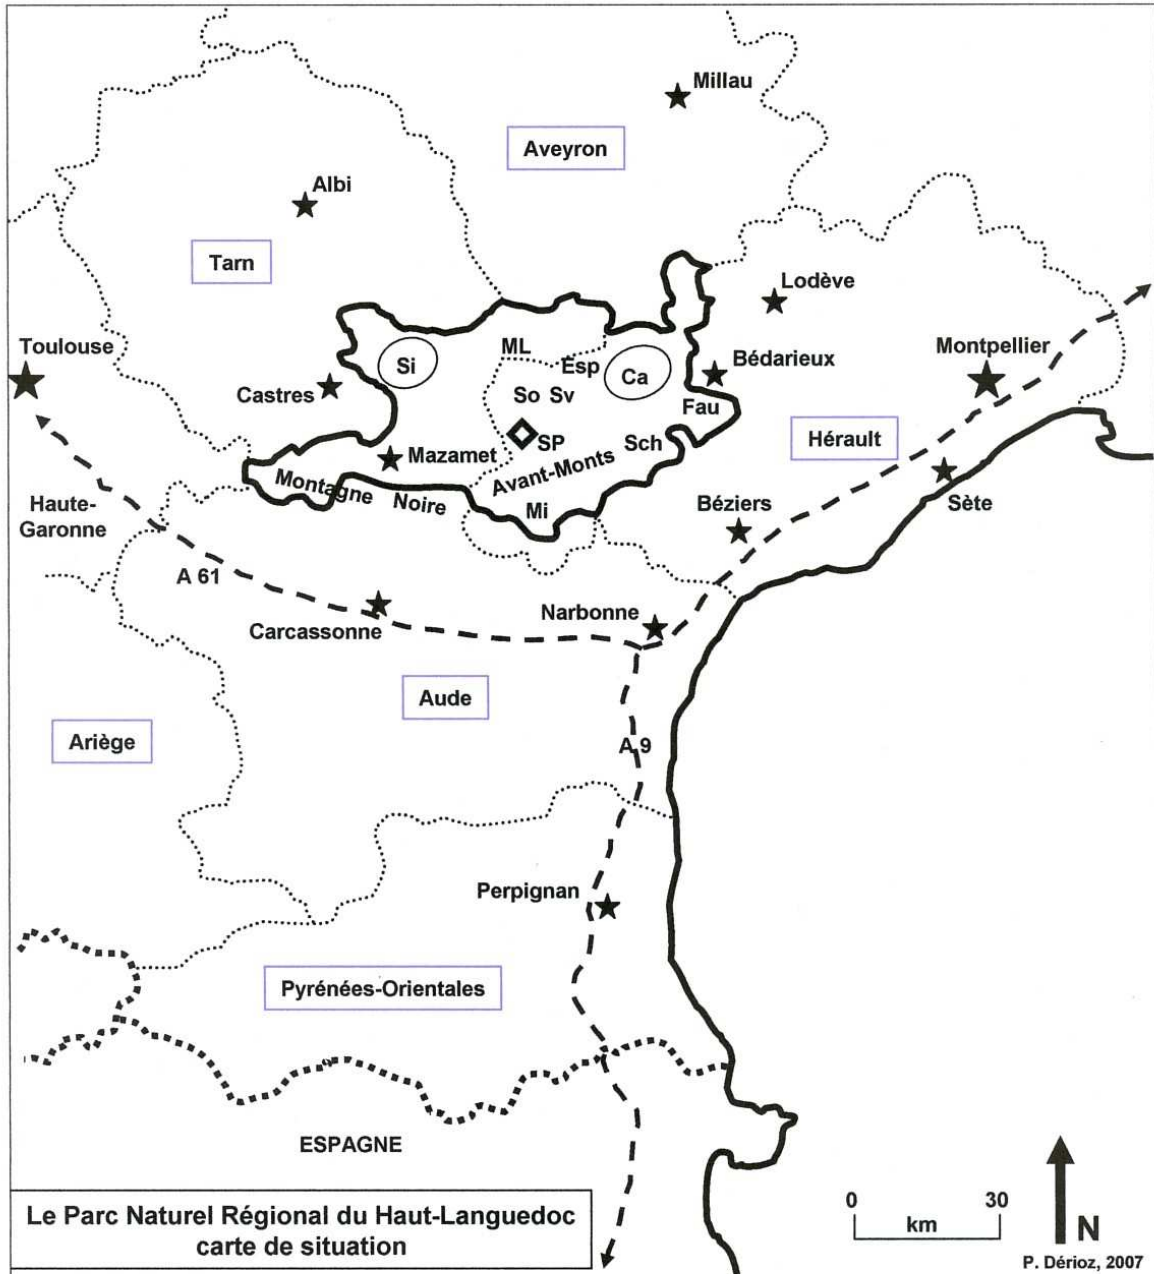 Millau
Aveyron
Albi
Tarn
Lodève
Toulouse
ML
Esp
Bédarieux
Montpellier
Si
Ca
Castres
So Sv
Fau
Hérault
SP
Sch
Mazamet
Avant-Monts
Montagne Noire
Mi
Haute-
Garonne
Béziers
Sète
A 61
Carcassonne
Narbonne
Aude
Ariège
A 9
Perpignan
Pyrénées-Orientales
ESPAGNE
Le Parc Naturel Régional du Haut-Languedoc
carte de situation
0 30
km
N
P. Dérioz, 2007